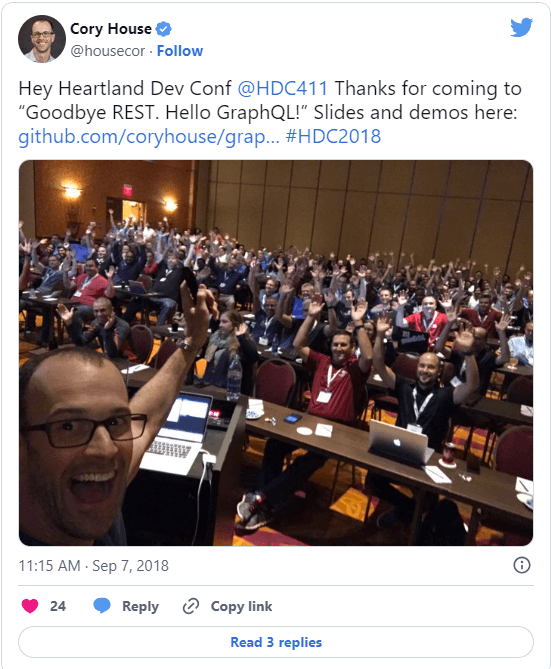 Cory House
@housecor · Follow
Hey Heartland Dev Conf @HDC411 Thanks for coming to
“Goodbye REST. Hello GraphQL!” Slides and demos here:
github.com/coryhouse/grap... #HDC2018
11:15 AM · Sep 7, 2018
24 Reply Copy link
Read 3 replies